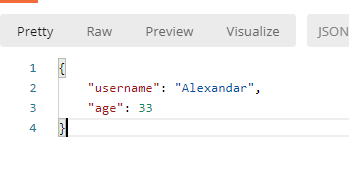 Pretty Raw Preview Visualize JSON
1 {
2 "username": "Alexandar",
3 "age": 33
4 }